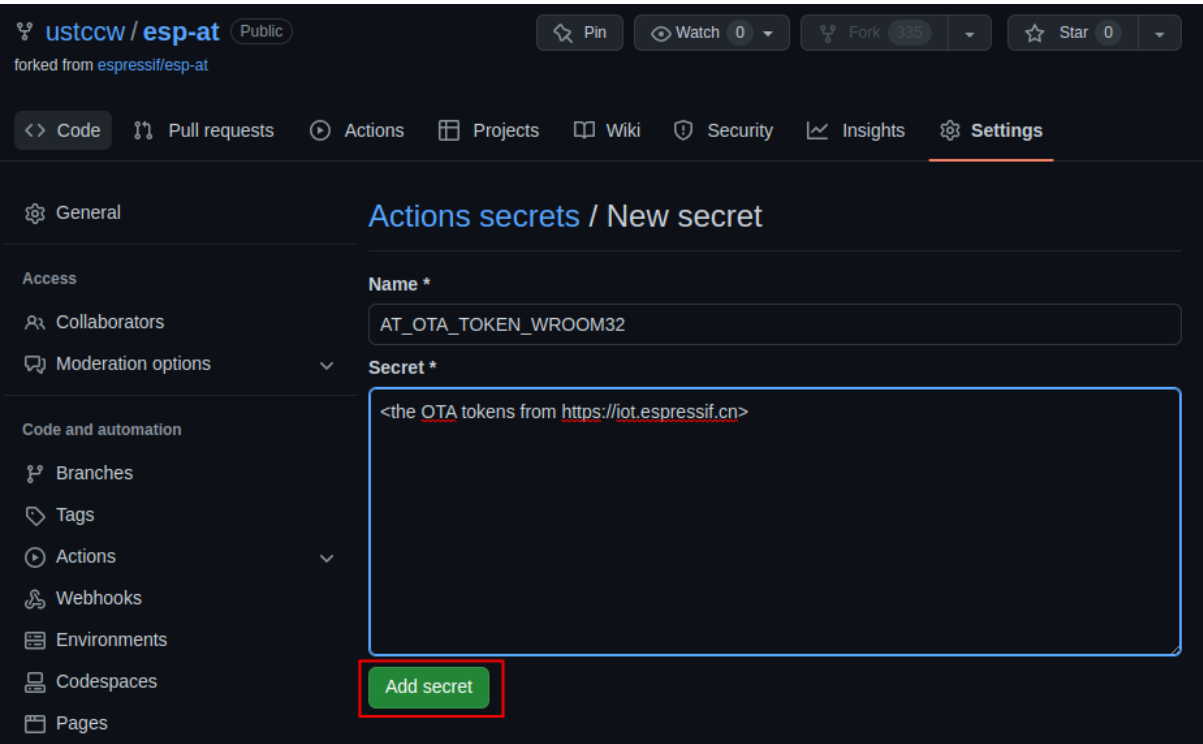 ustccw / esp-at Public
Pin
Watch 0
Fork 335
Star 0
forked from espressif/esp-at
Code
Pull requests
Actions
Projects
Wiki
Security
Insights
Settings
General
Access
Collaborators
Moderation options
Code and automation
Branches
Tags
Actions
Webhooks
Environments
Codespaces
Pages
Actions secrets / New secret
Name *
AT_OTA_TOKEN_WROOM32
Secret *
<the OTA tokens from https://iot.espressif.cn>
Add secret